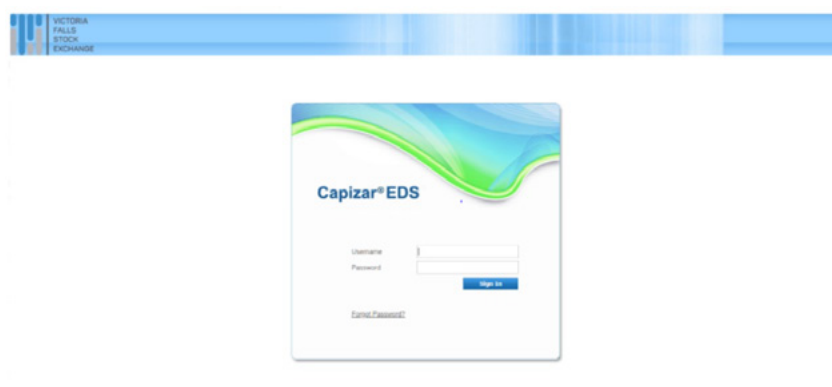 VICTORIA
FALLS
STOCK
EXCHANGE
Capizar® EDS
Username
Password
Sign In
Forgot Password?